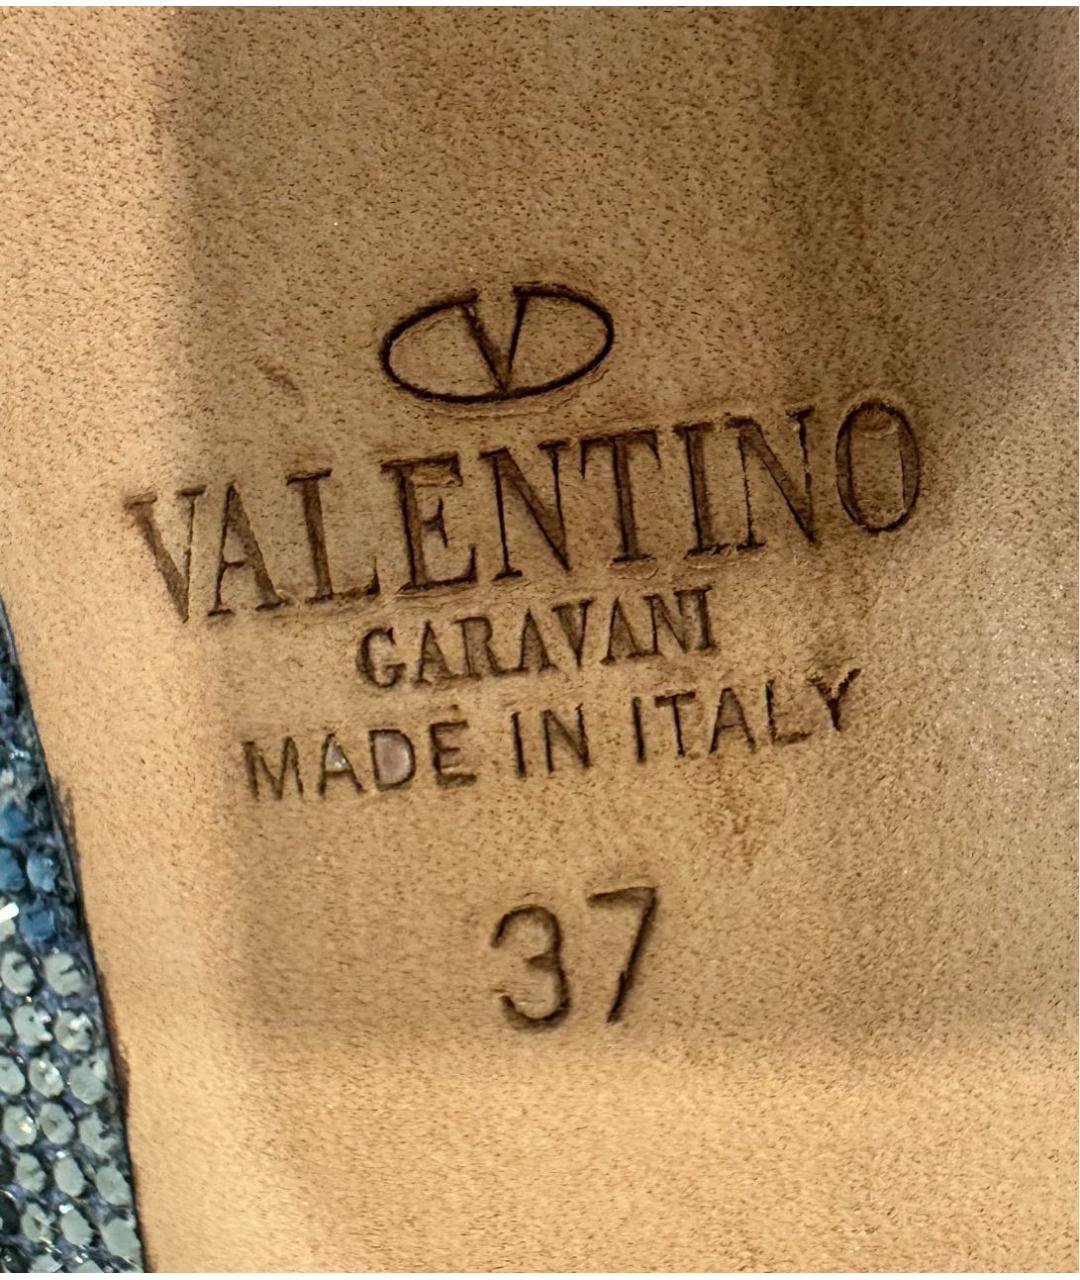 V
VALENTINO
GARAVANI
MADE IN ITALY
37